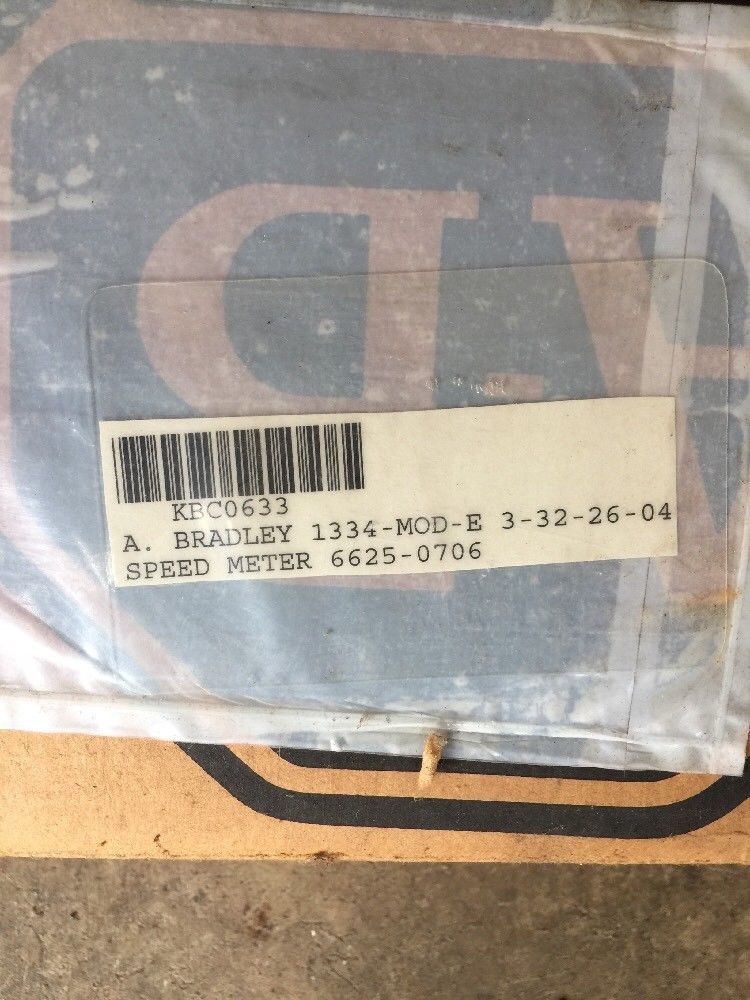 KBC0633
A. BRADLEY 1334-MOD-E 3-32-26-04
SPEED METER 6625-0706